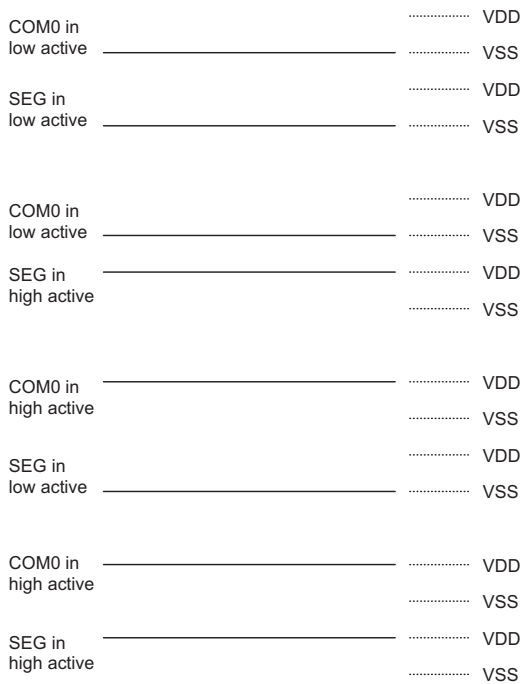 COM0 in
low active
VDD
VSS
SEG in
low active
VDD
VSS
COM0 in
low active
VDD
VSS
SEG in
high active
VDD
VSS
COM0 in
high active
VDD
VSS
SEG in
low active
VDD
VSS
COM0 in
high active
VDD
VSS
SEG in
high active
VDD
VSS